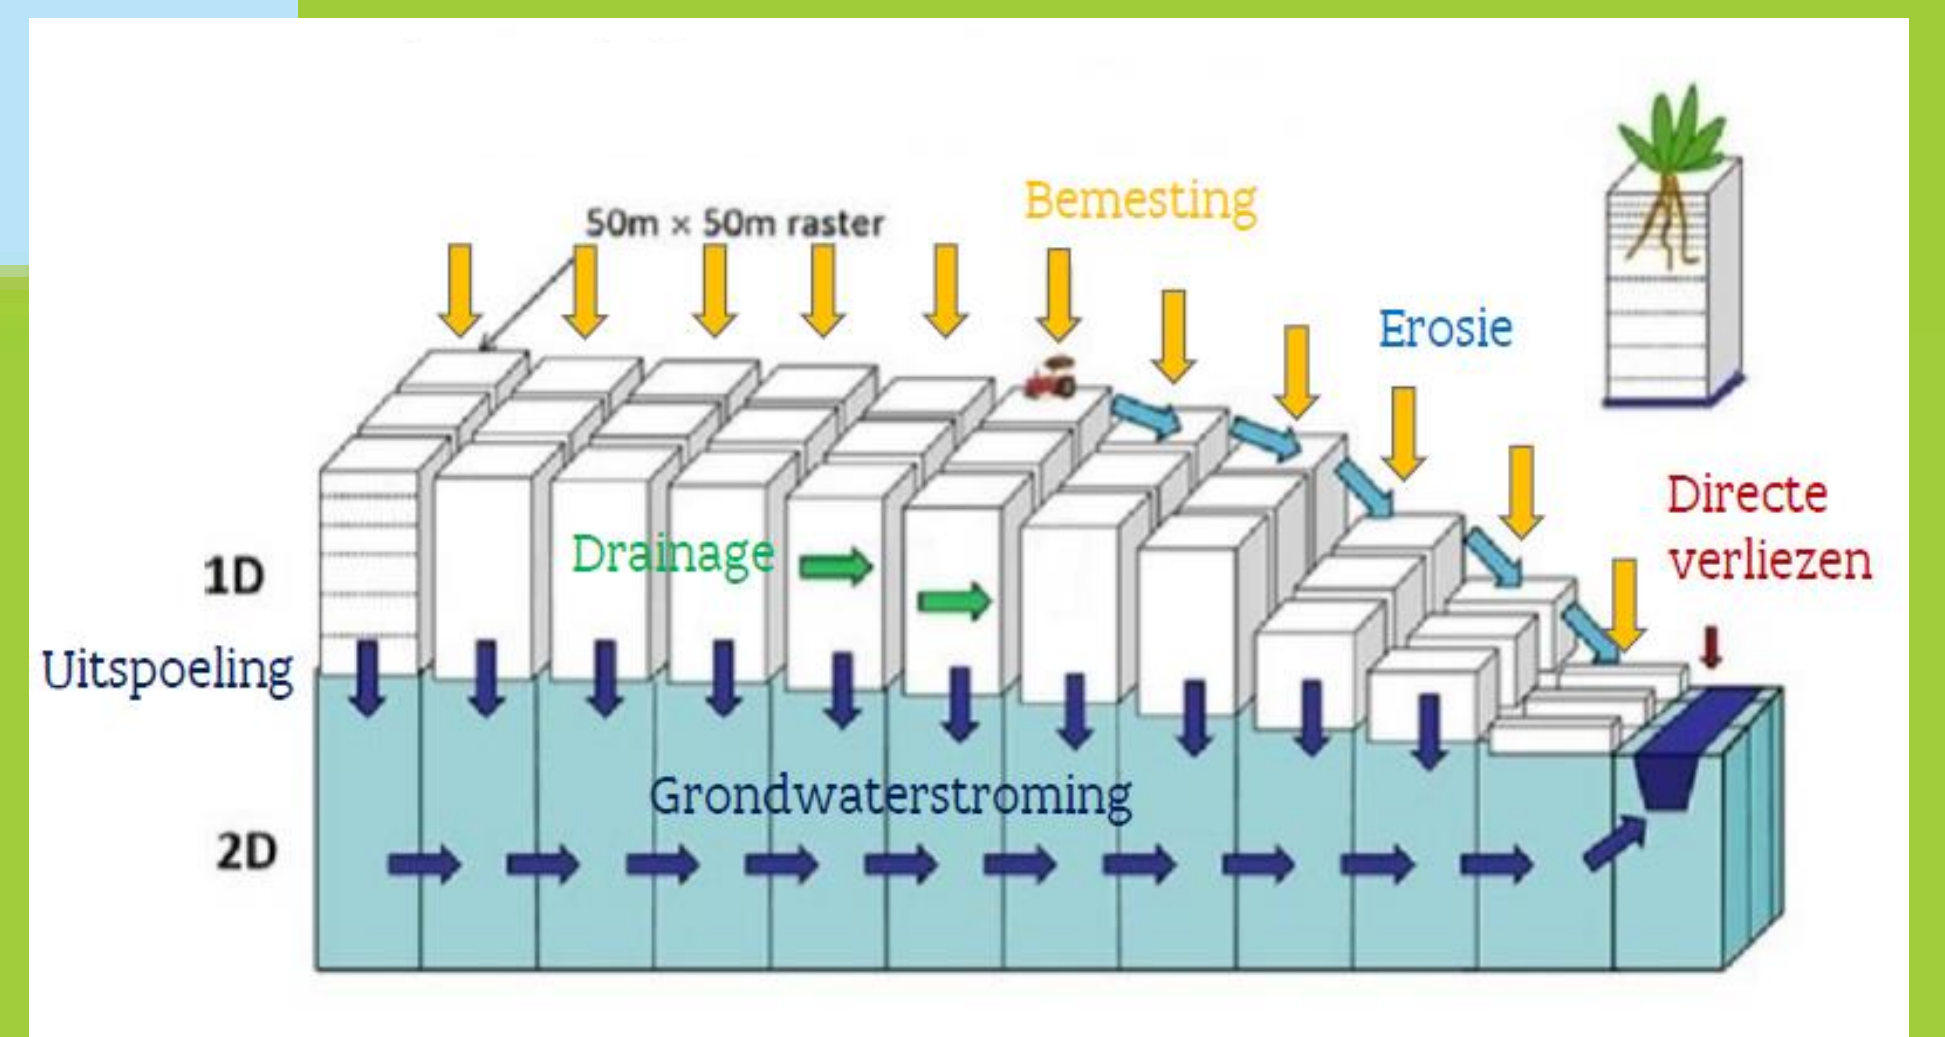 50m × 50m raster
Bemesting
Erosie
Directe
verliezen
Drainage
1D
Uitspoeling
Grondwaterstroming
2D